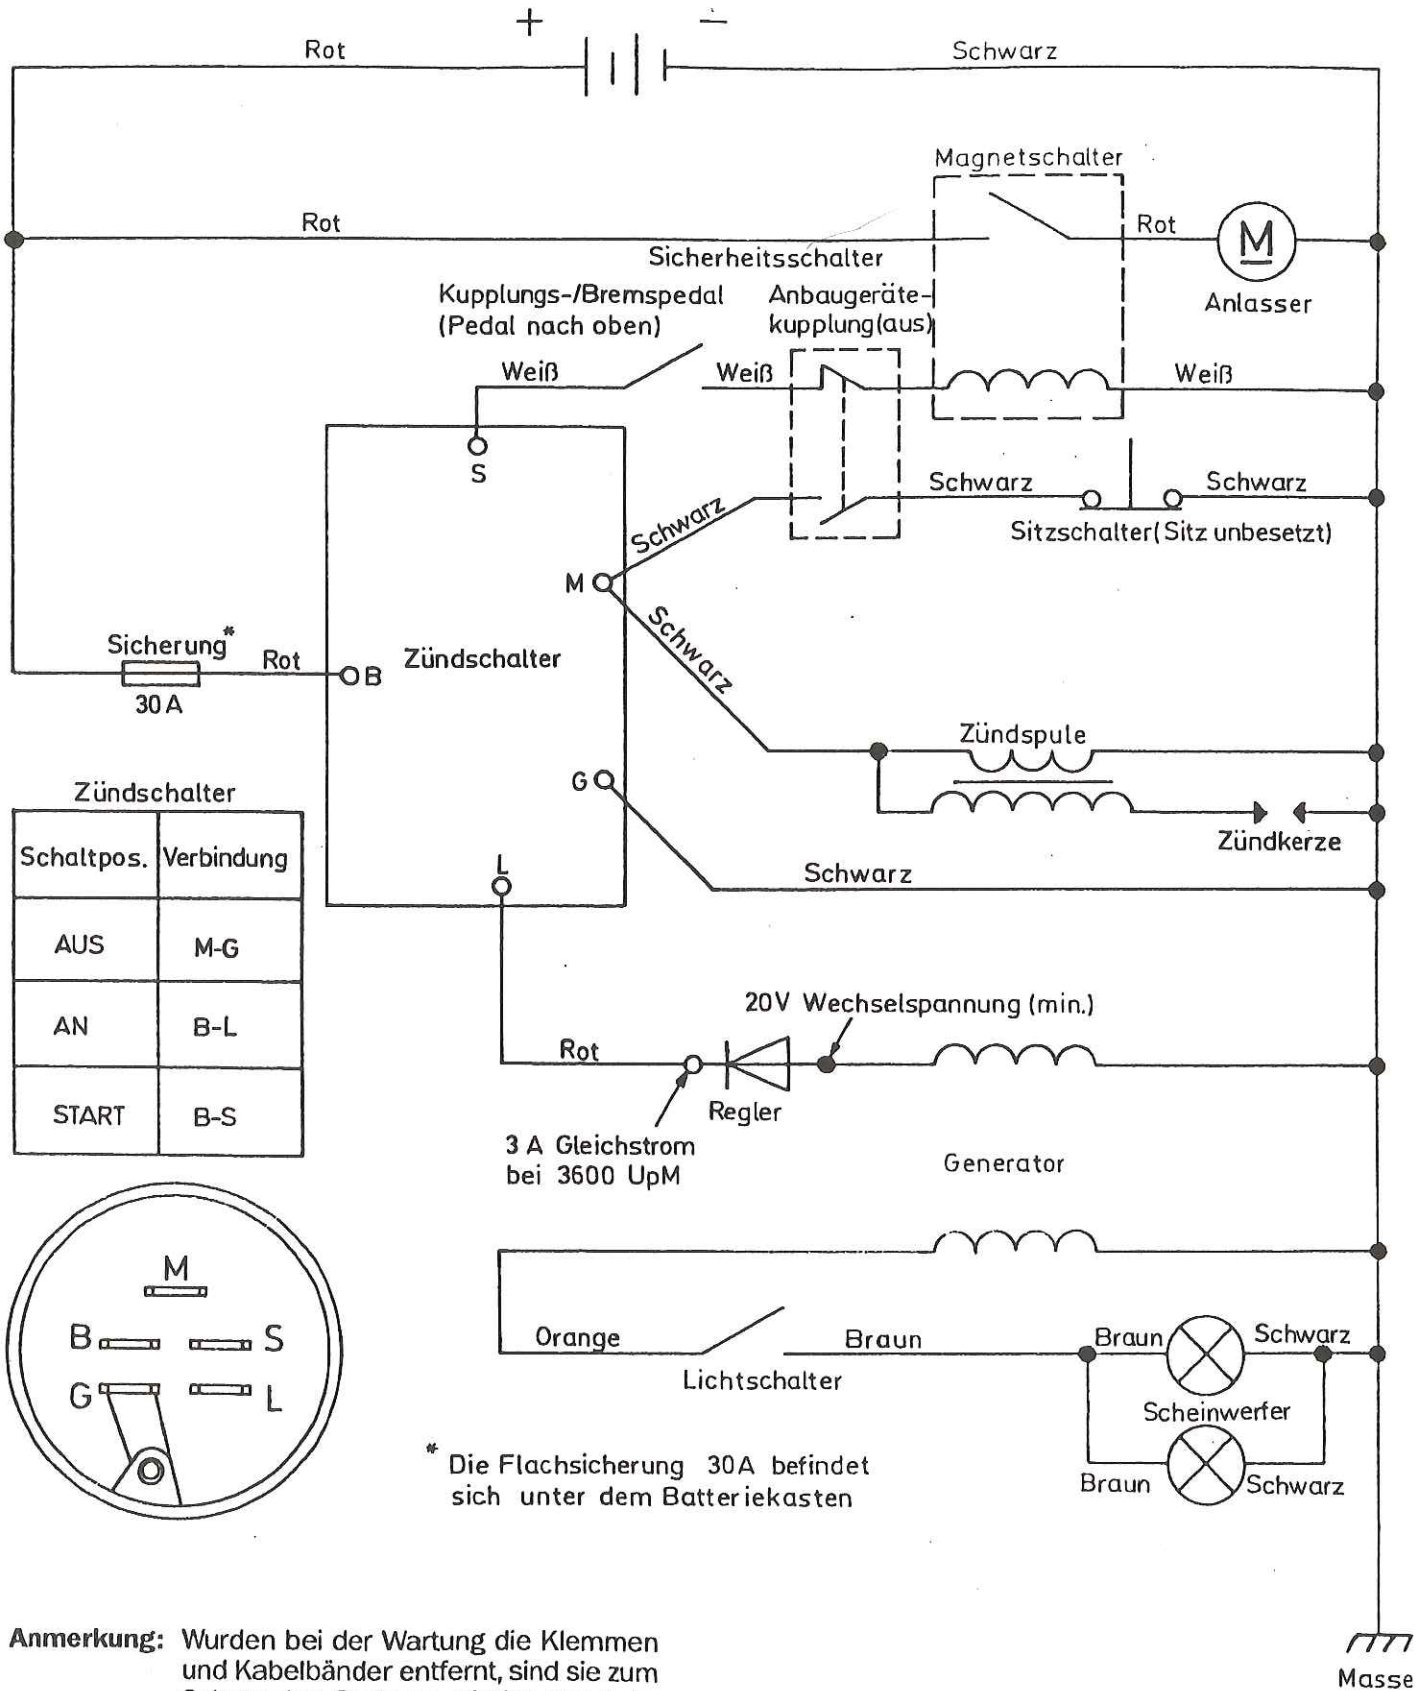 + −
Rot
Schwarz
Magnetschalter
Rot
Rot
M
Anlasser
Sicherheitsschalter
Kupplungs-/Bremspedal
(Pedal nach oben)
Anbaugeräte-
kupplung(aus)
Weiß
Weiß
Weiß
S
Schwarz
Schwarz
Schwarz
Sitzschalter(Sitz unbesetzt)
M
Schwarz
Sicherung*
30A
Rot
B
Zündschalter
Zündspule
G
Zündkerze
Schwarz
L
Zündschalter
Schaltpos. Verbindung
AUS M-G
AN B-L
START B-S
20V Wechselspannung (min.)
Rot
Regler
3 A Gleichstrom
bei 3600 UpM
Generator
M
B S
G L
Orange
Lichtschalter
Braun
Braun
Schwarz
Scheinwerfer
Braun
Schwarz
* Die Flachsicherung 30A befindet
sich unter dem Batteriekasten
Anmerkung: Wurden bei der Wartung die Klemmen
und Kabelbänder entfernt, sind sie zum
Masse